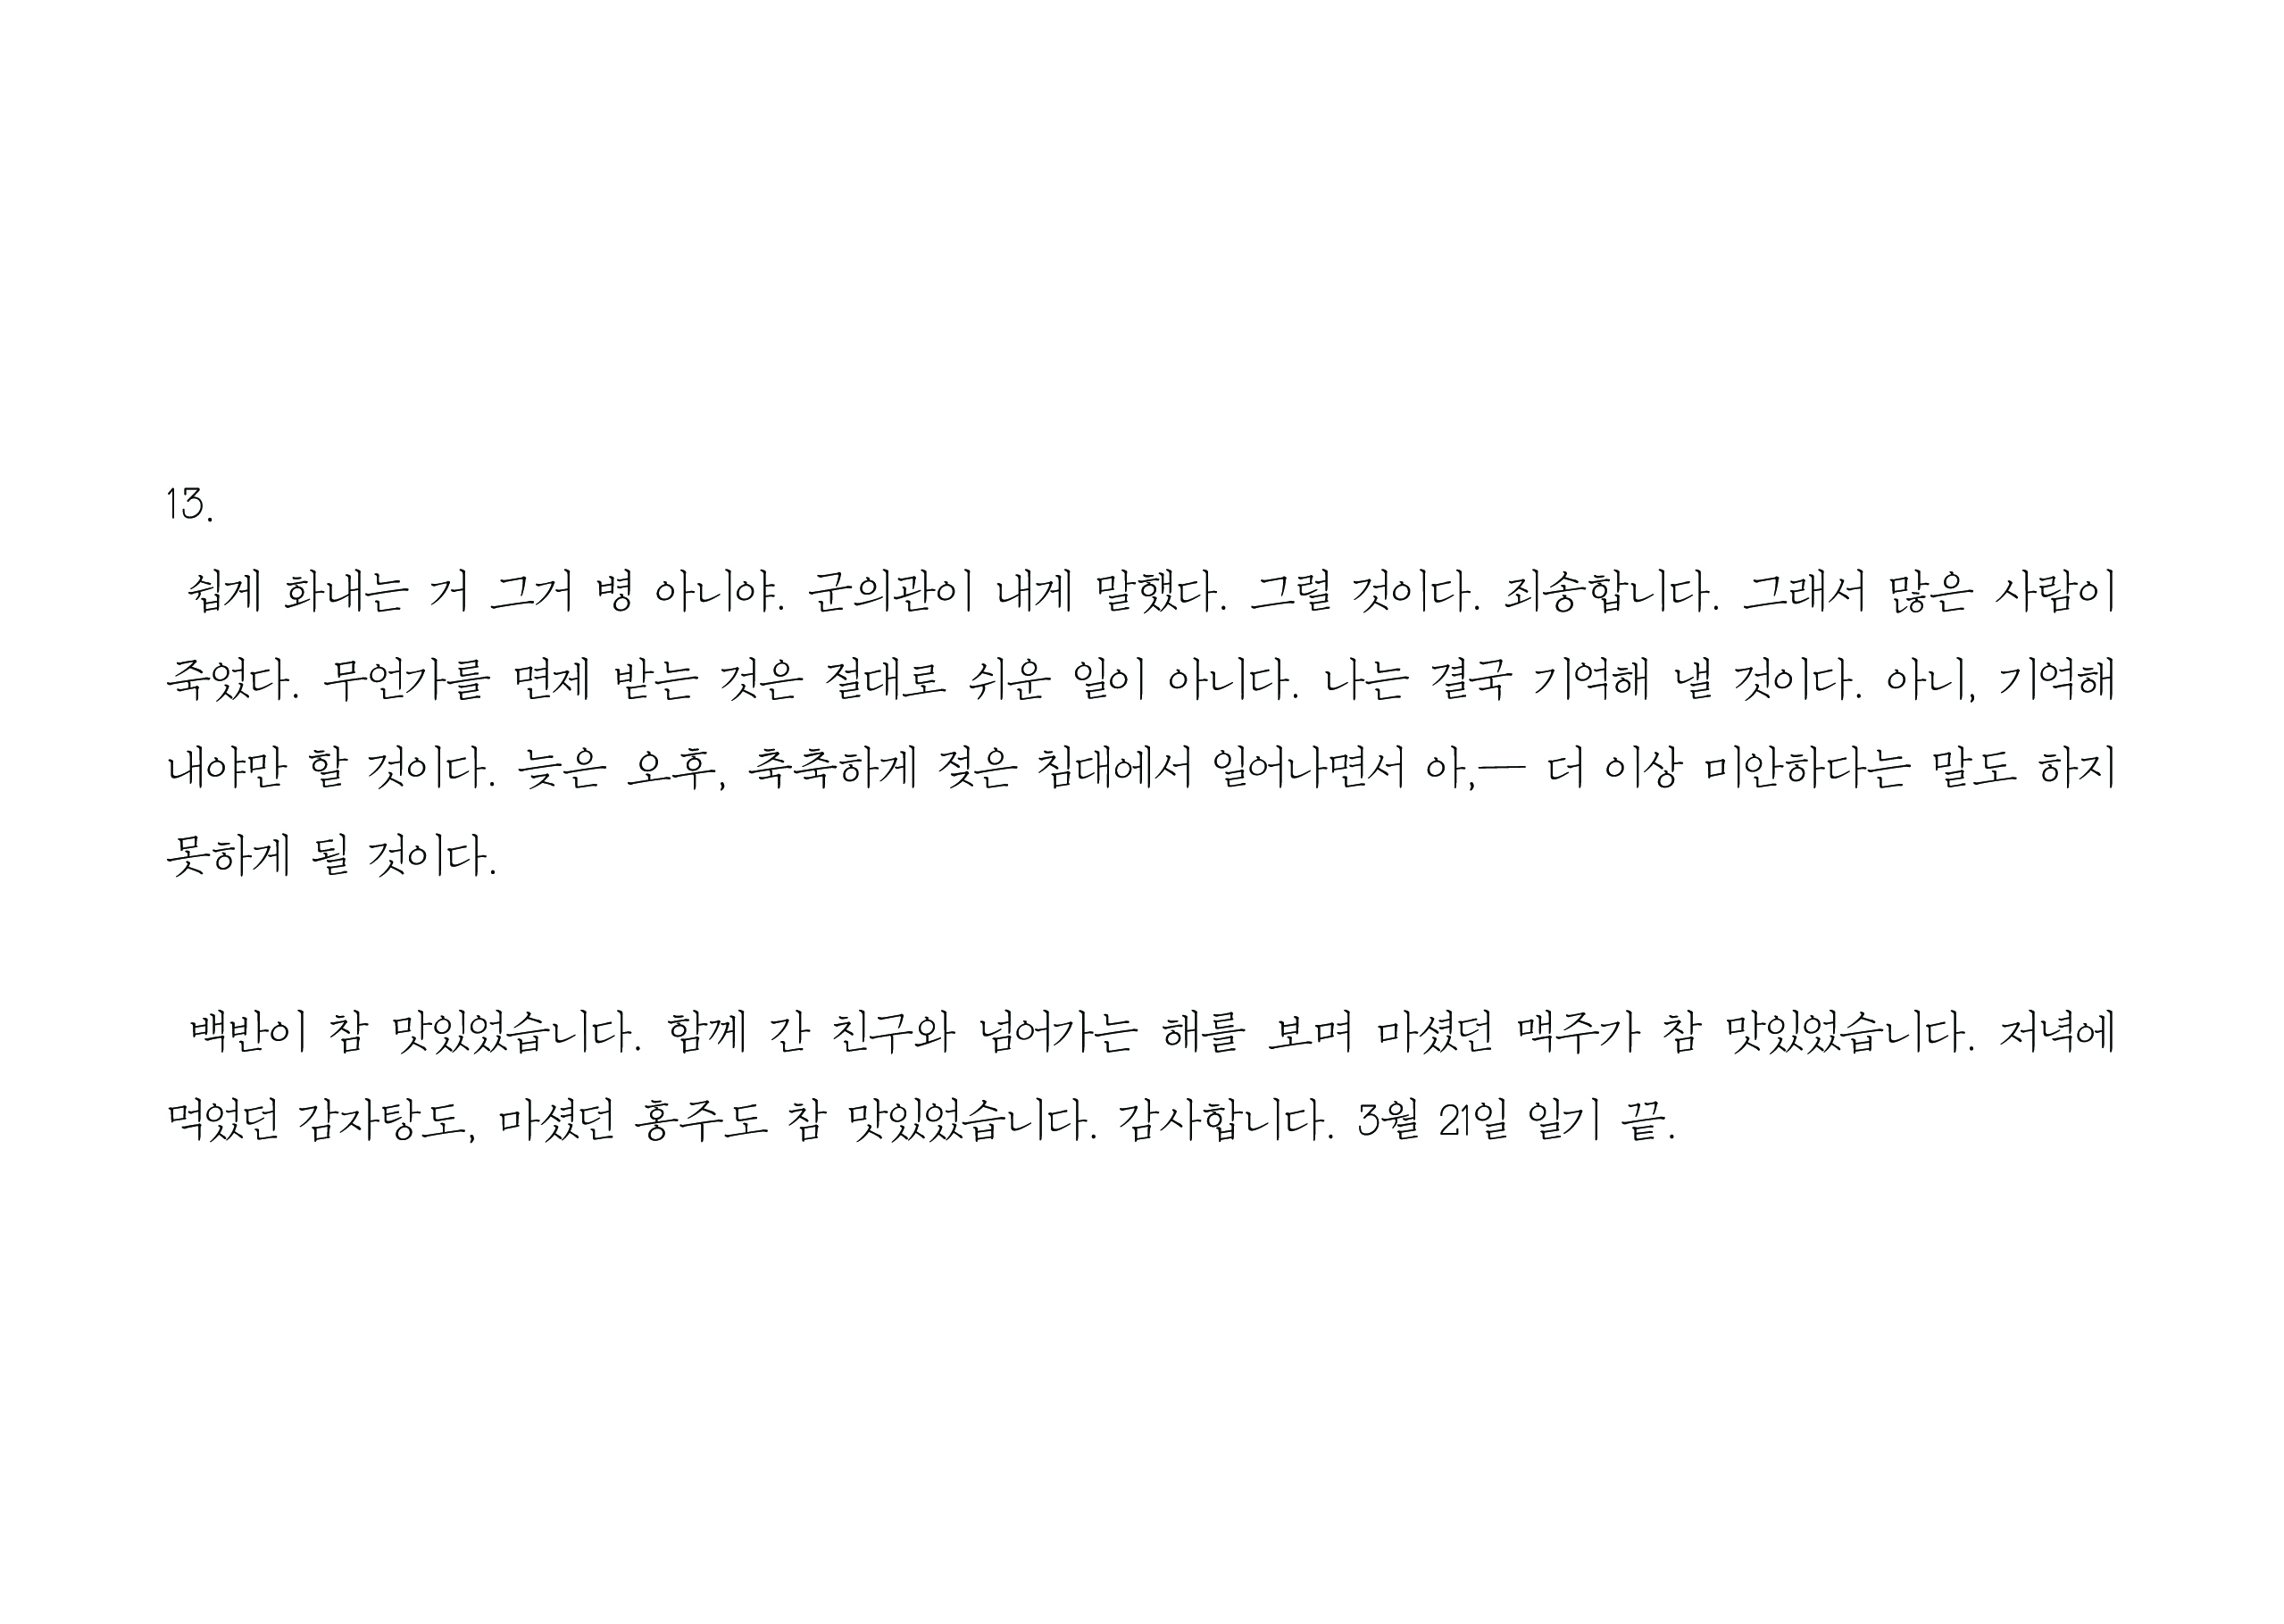 13.
쉽게 화내는 거 그거 병 아니야. 군의관이 내게 말했다. 그럴 것이다. 죄송합니다. 그래서 많은 사람이
죽었다. 무언가를 면제 받는 것은 절대로 쉬운 일이 아니다. 나는 결국 기억해 낼 것이다. 아니, 기억해
내야만 할 것이다. 늦은 오후, 축축하게 젖은 침대에서 일어나면서 아,— 더 이상 미안하다는 말도 하지
못하게 될 것이다.
백반이 참 맛있었습니다. 함께 간 친구와 넘어가는 해를 보며 마셨던 맥주가 참 맛있었습니다. 저녁에
먹었던 감자탕도, 마셨던 홍주도 참 맛있었습니다. 감사합니다. 3월 21일 일기 끝.